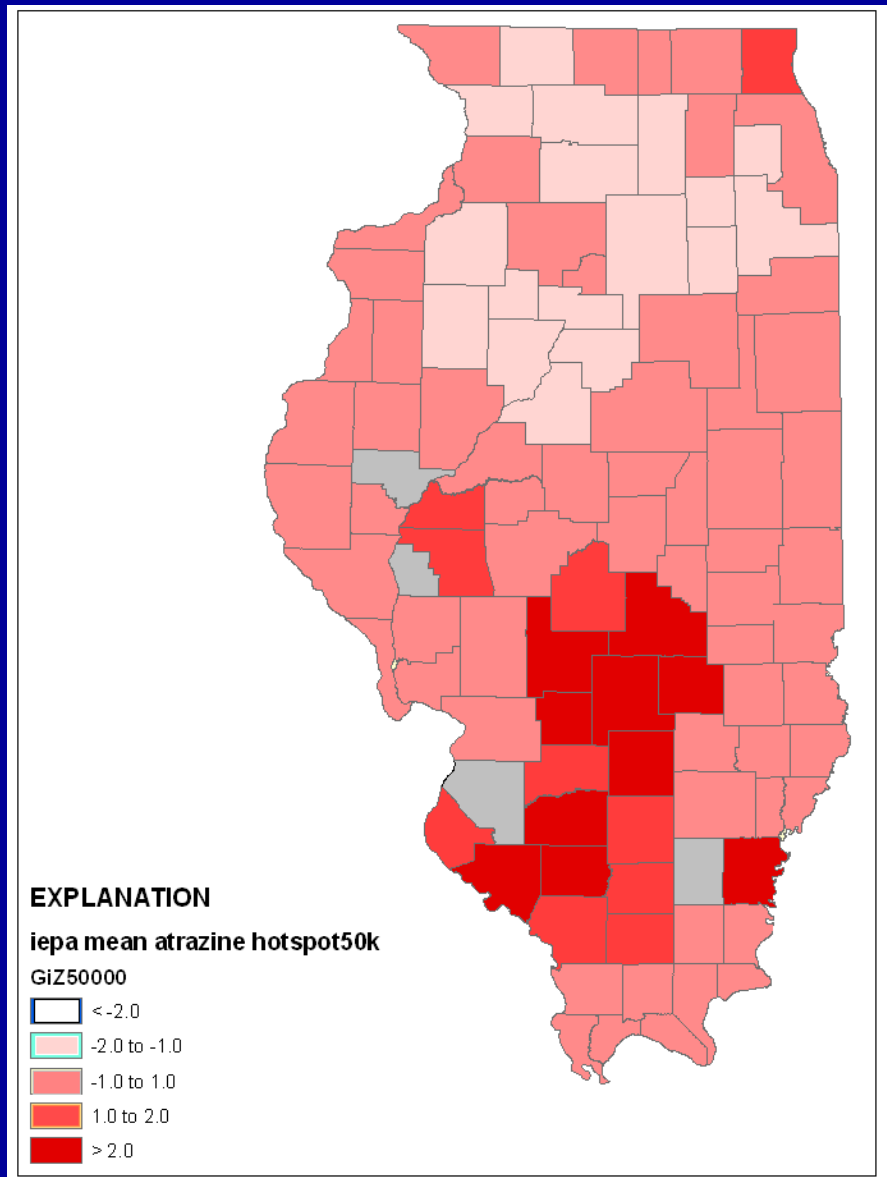 EXPLANATION
iepa mean atrazine hotspot50k
GiZ50000
< -2.0
-2.0 to -1.0
-1.0 to 1.0
1.0 to 2.0
> 2.0